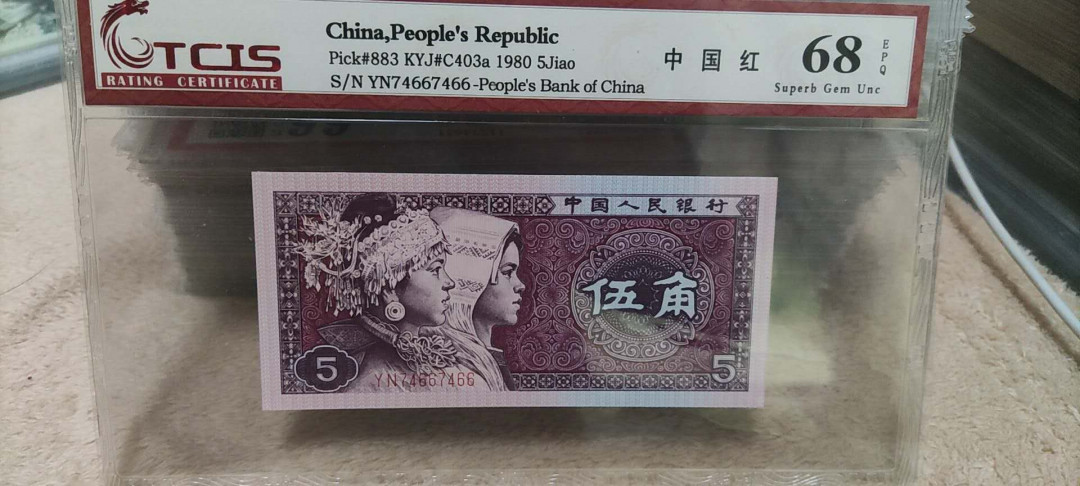 TCIS
RATING CERTIFICATE
China,People's Republic
Pick#883 KYJ#C403a 1980 5Jiao
S/N YN74667466-People's Bank of China
中国红
68
EPQ
Superb Gem Unc
中国人民银行
伍角
5
YN74667466
5